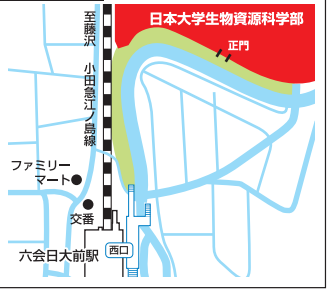 日本大学生物資源科学部
正門
至藤沢
小田急江ノ島線
ファミリー
マート
交番
西口
六会日大前駅